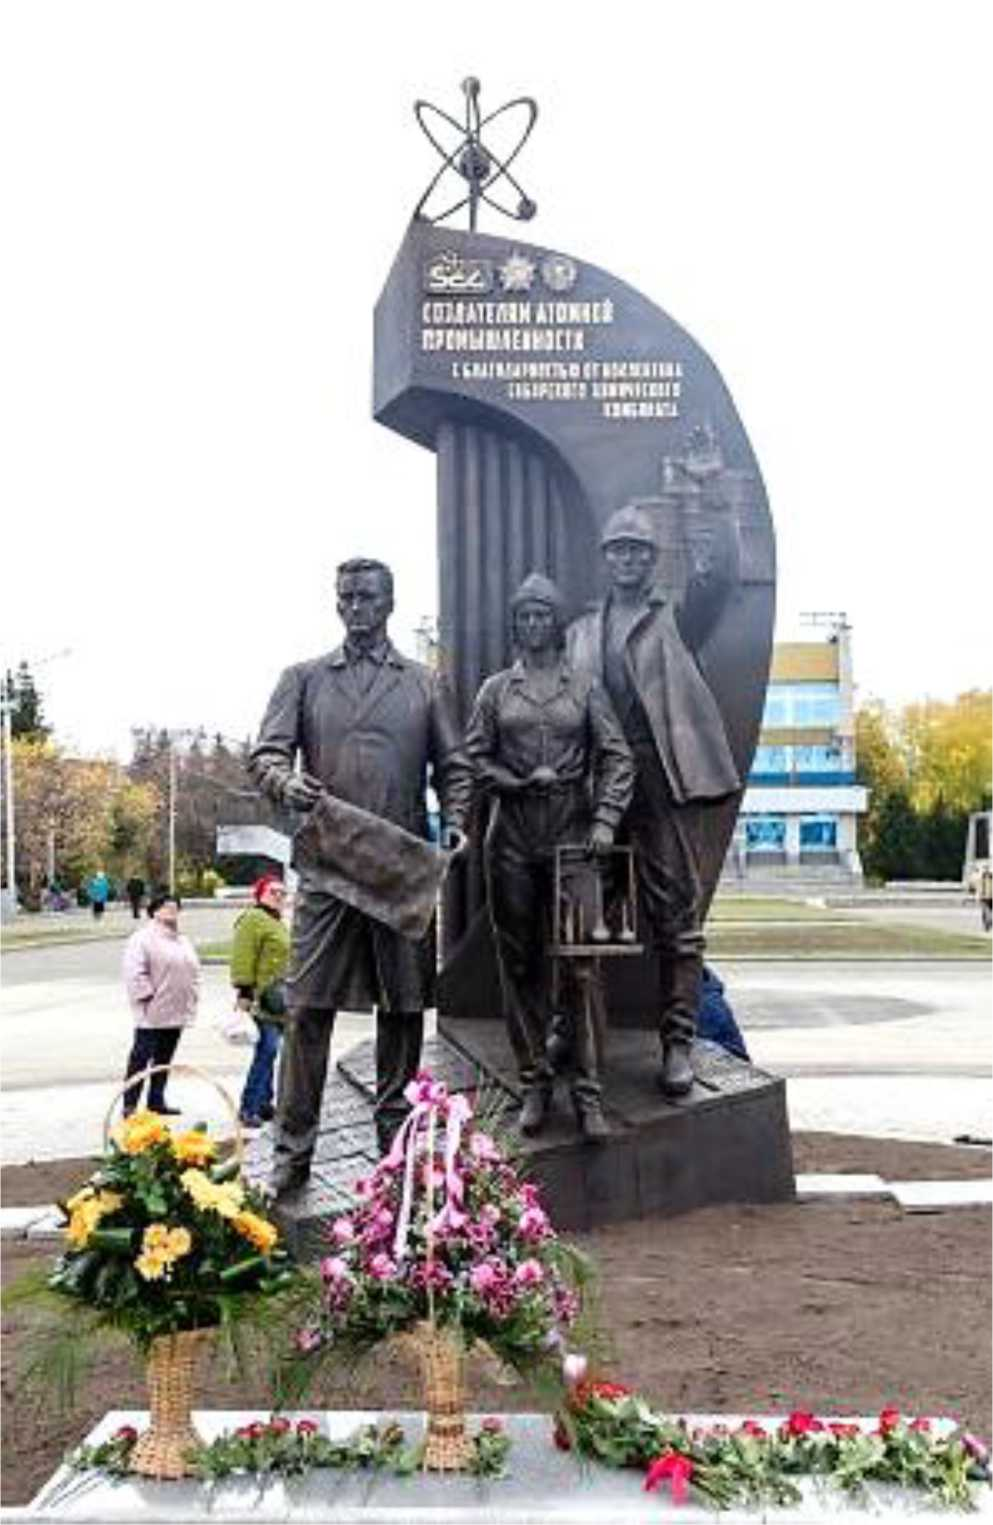 СОЗДАТЕЛЯМ АТОМНОЙ
ПРОМЫШЛЕННОСТИ
С БЛАГОДАРНОСТЬЮ ОТ КОЛЛЕКТИВА
СИБИРСКОГО ХИМИЧЕСКОГО
КОМБИНАТА